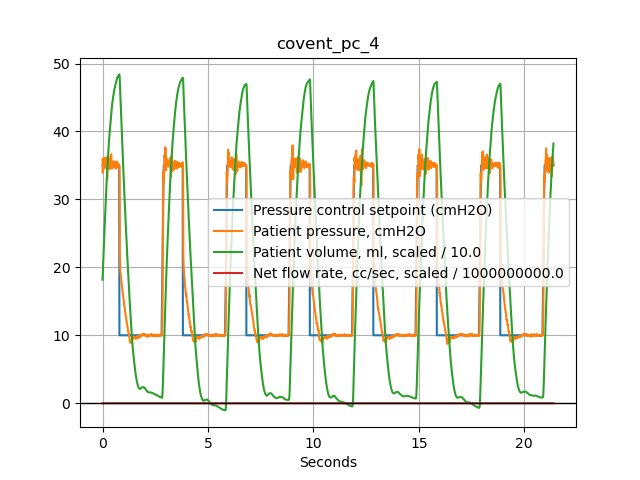 covent_pc_4
50
40
30
20
10
0
Pressure control setpoint (cmH2O)
Patient pressure, cmH2O
Patient volume, ml, scaled / 10.0
Net flow rate, cc/sec, scaled / 1000000000.0
0 5 10 15 20
Seconds